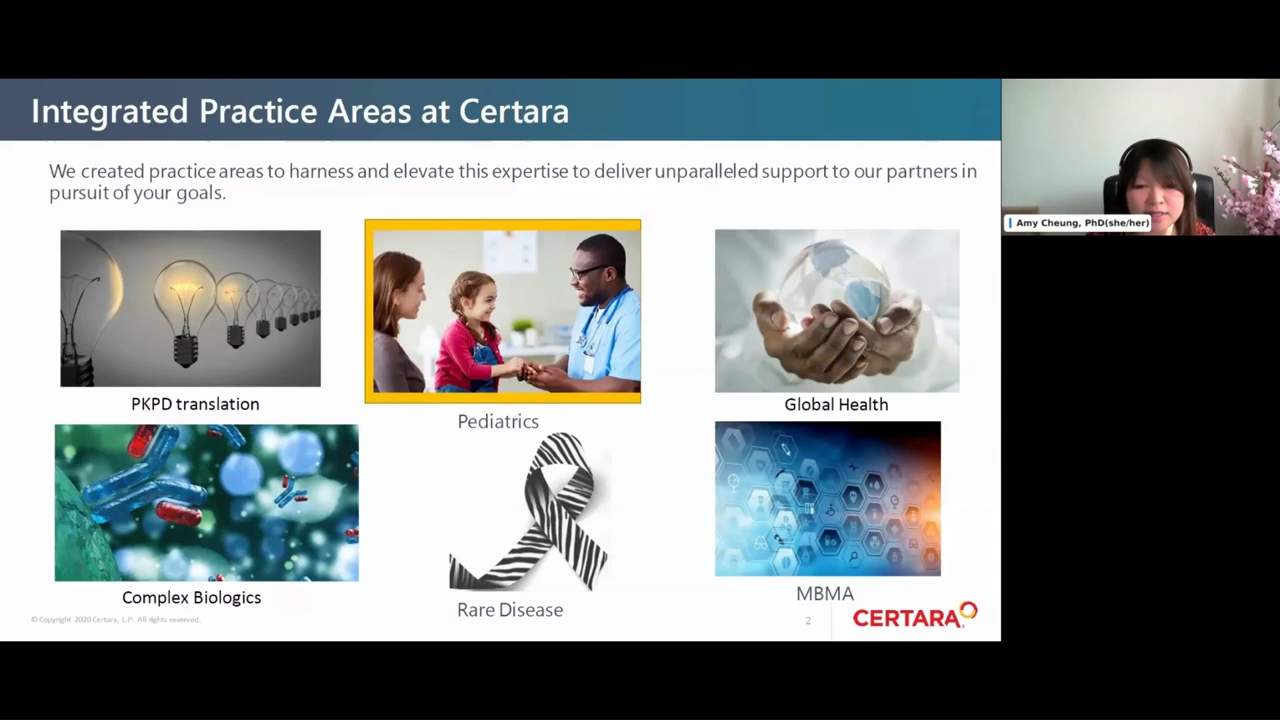 Integrated Practice Areas at Certara
We created practice areas to harness and elevate this expertise to deliver unparalleled support to our partners in
pursuit of your goals.
Amy Cheung, PhD(she/her)
PKPD translation
Pediatrics
Global Health
Complex Biologics
Rare Disease
MBMA
© Copyright 2020 Certara, L.P. All rights reserved.
2
CERTARA